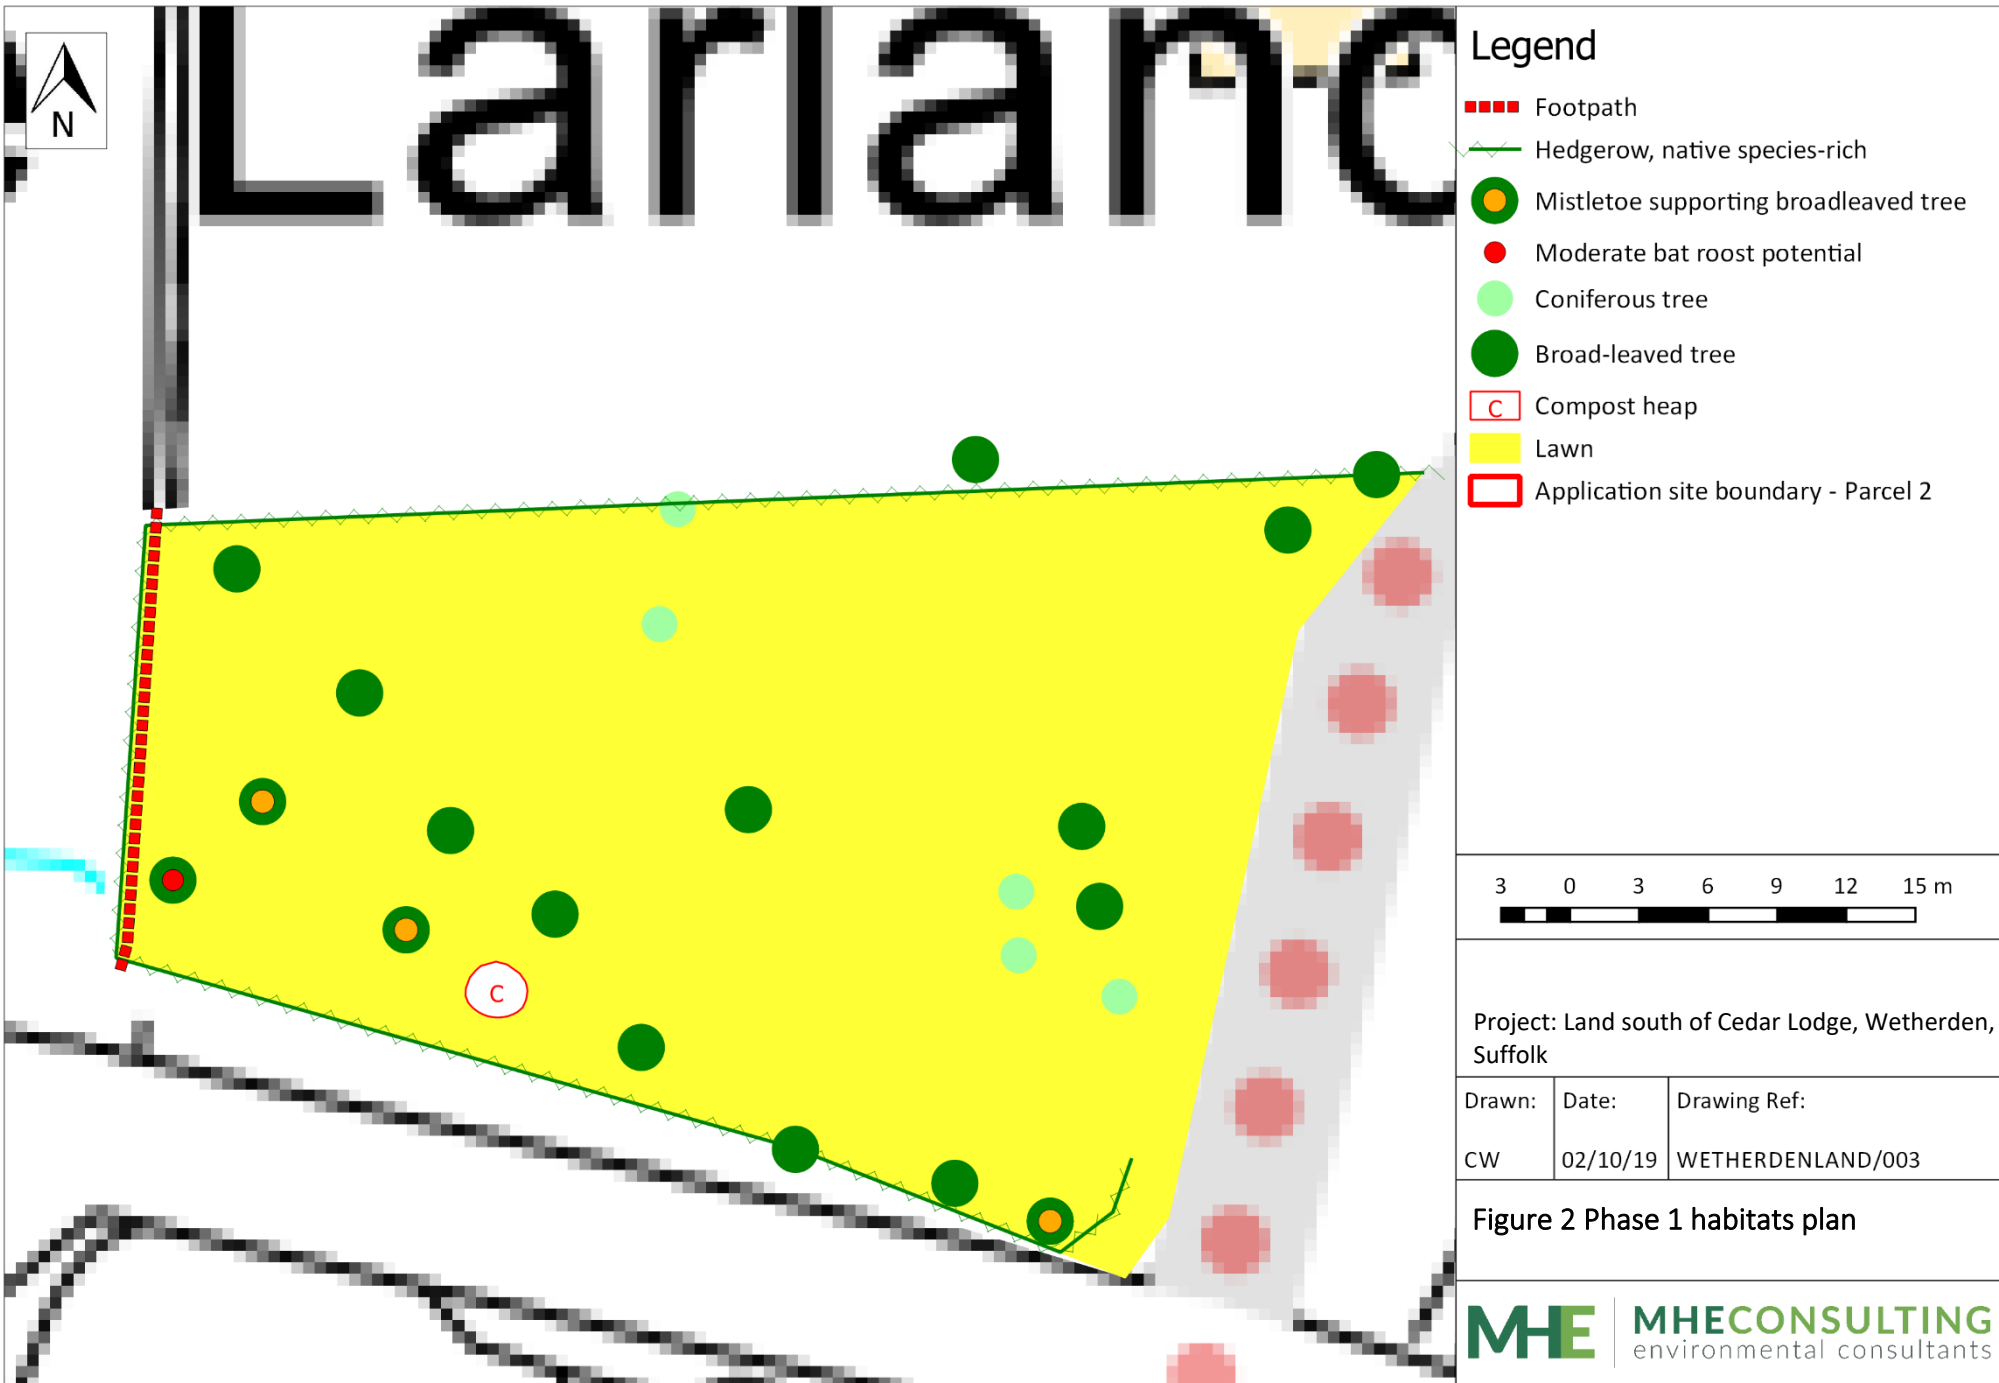 Larland
N
C
Legend
Footpath
Hedgerow, native species-rich
Mistletoe supporting broadleaved tree
Moderate bat roost potential
Coniferous tree
Broad-leaved tree
C Compost heap
Lawn
Application site boundary - Parcel 2
3 0 3 6 9 12 15 m
Project: Land south of Cedar Lodge, Wetherden,
Suffolk
Drawn: Date: Drawing Ref:
CW 02/10/19 WETHERDENLAND/003
Figure 2 Phase 1 habitats plan
MHE MHECONSULTING
environmental consultants